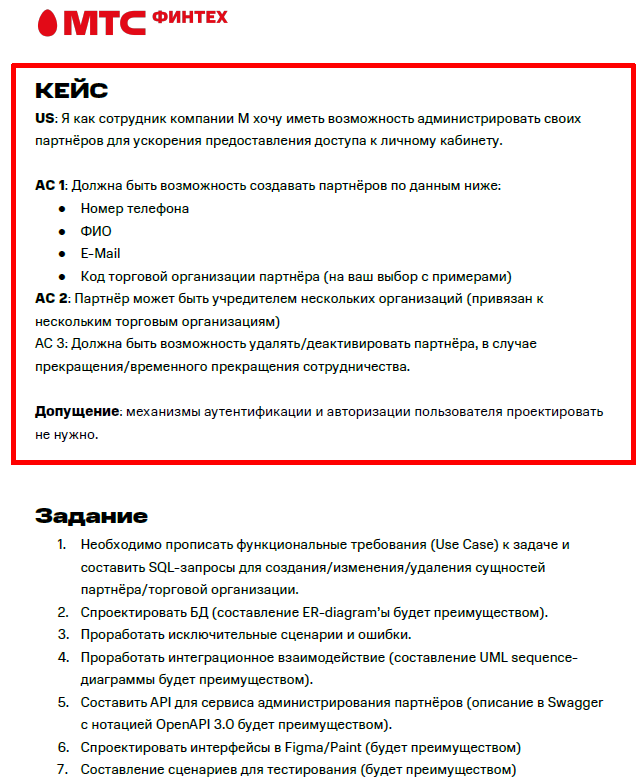 МТС ФИНТЕХ
КЕЙС
US: Я как сотрудник компании М хочу иметь возможность администрировать своих
партнёров для ускорения предоставления доступа к личному кабинету.
АС 1: Должна быть возможность создавать партнёров по данным ниже:
● Номер телефона
● ФИО
● E-Mail
● Код торговой организации партнёра (на ваш выбор с примерами)
АС 2: Партнёр может быть учредителем нескольких организаций (привязан к
нескольким торговым организациям)
АС 3: Должна быть возможность удалять/деактивировать партнёра, в случае
прекращения/временного прекращения сотрудничества.
Допущение: механизмы аутентификации и авторизации пользователя проектировать
не нужно.
Задание
1. Необходимо прописать функциональные требования (Use Case) к задаче и
составить SQL-запросы для создания/изменения/удаления сущностей
партнёра/торговой организации.
2. Спроектировать БД (составление ER-diagram’ы будет преимуществом).
3. Проработать исключительные сценарии и ошибки.
4. Проработать интеграционное взаимодействие (составление UML sequence-
диаграммы будет преимуществом).
5. Составить API для сервиса администрирования партнёров (описание в Swagger
с нотацией OpenAPI 3.0 будет преимуществом).
6. Спроектировать интерфейсы в Figma/Paint (будет преимуществом)
7. Составление сценариев для тестирования (будет преимуществом)